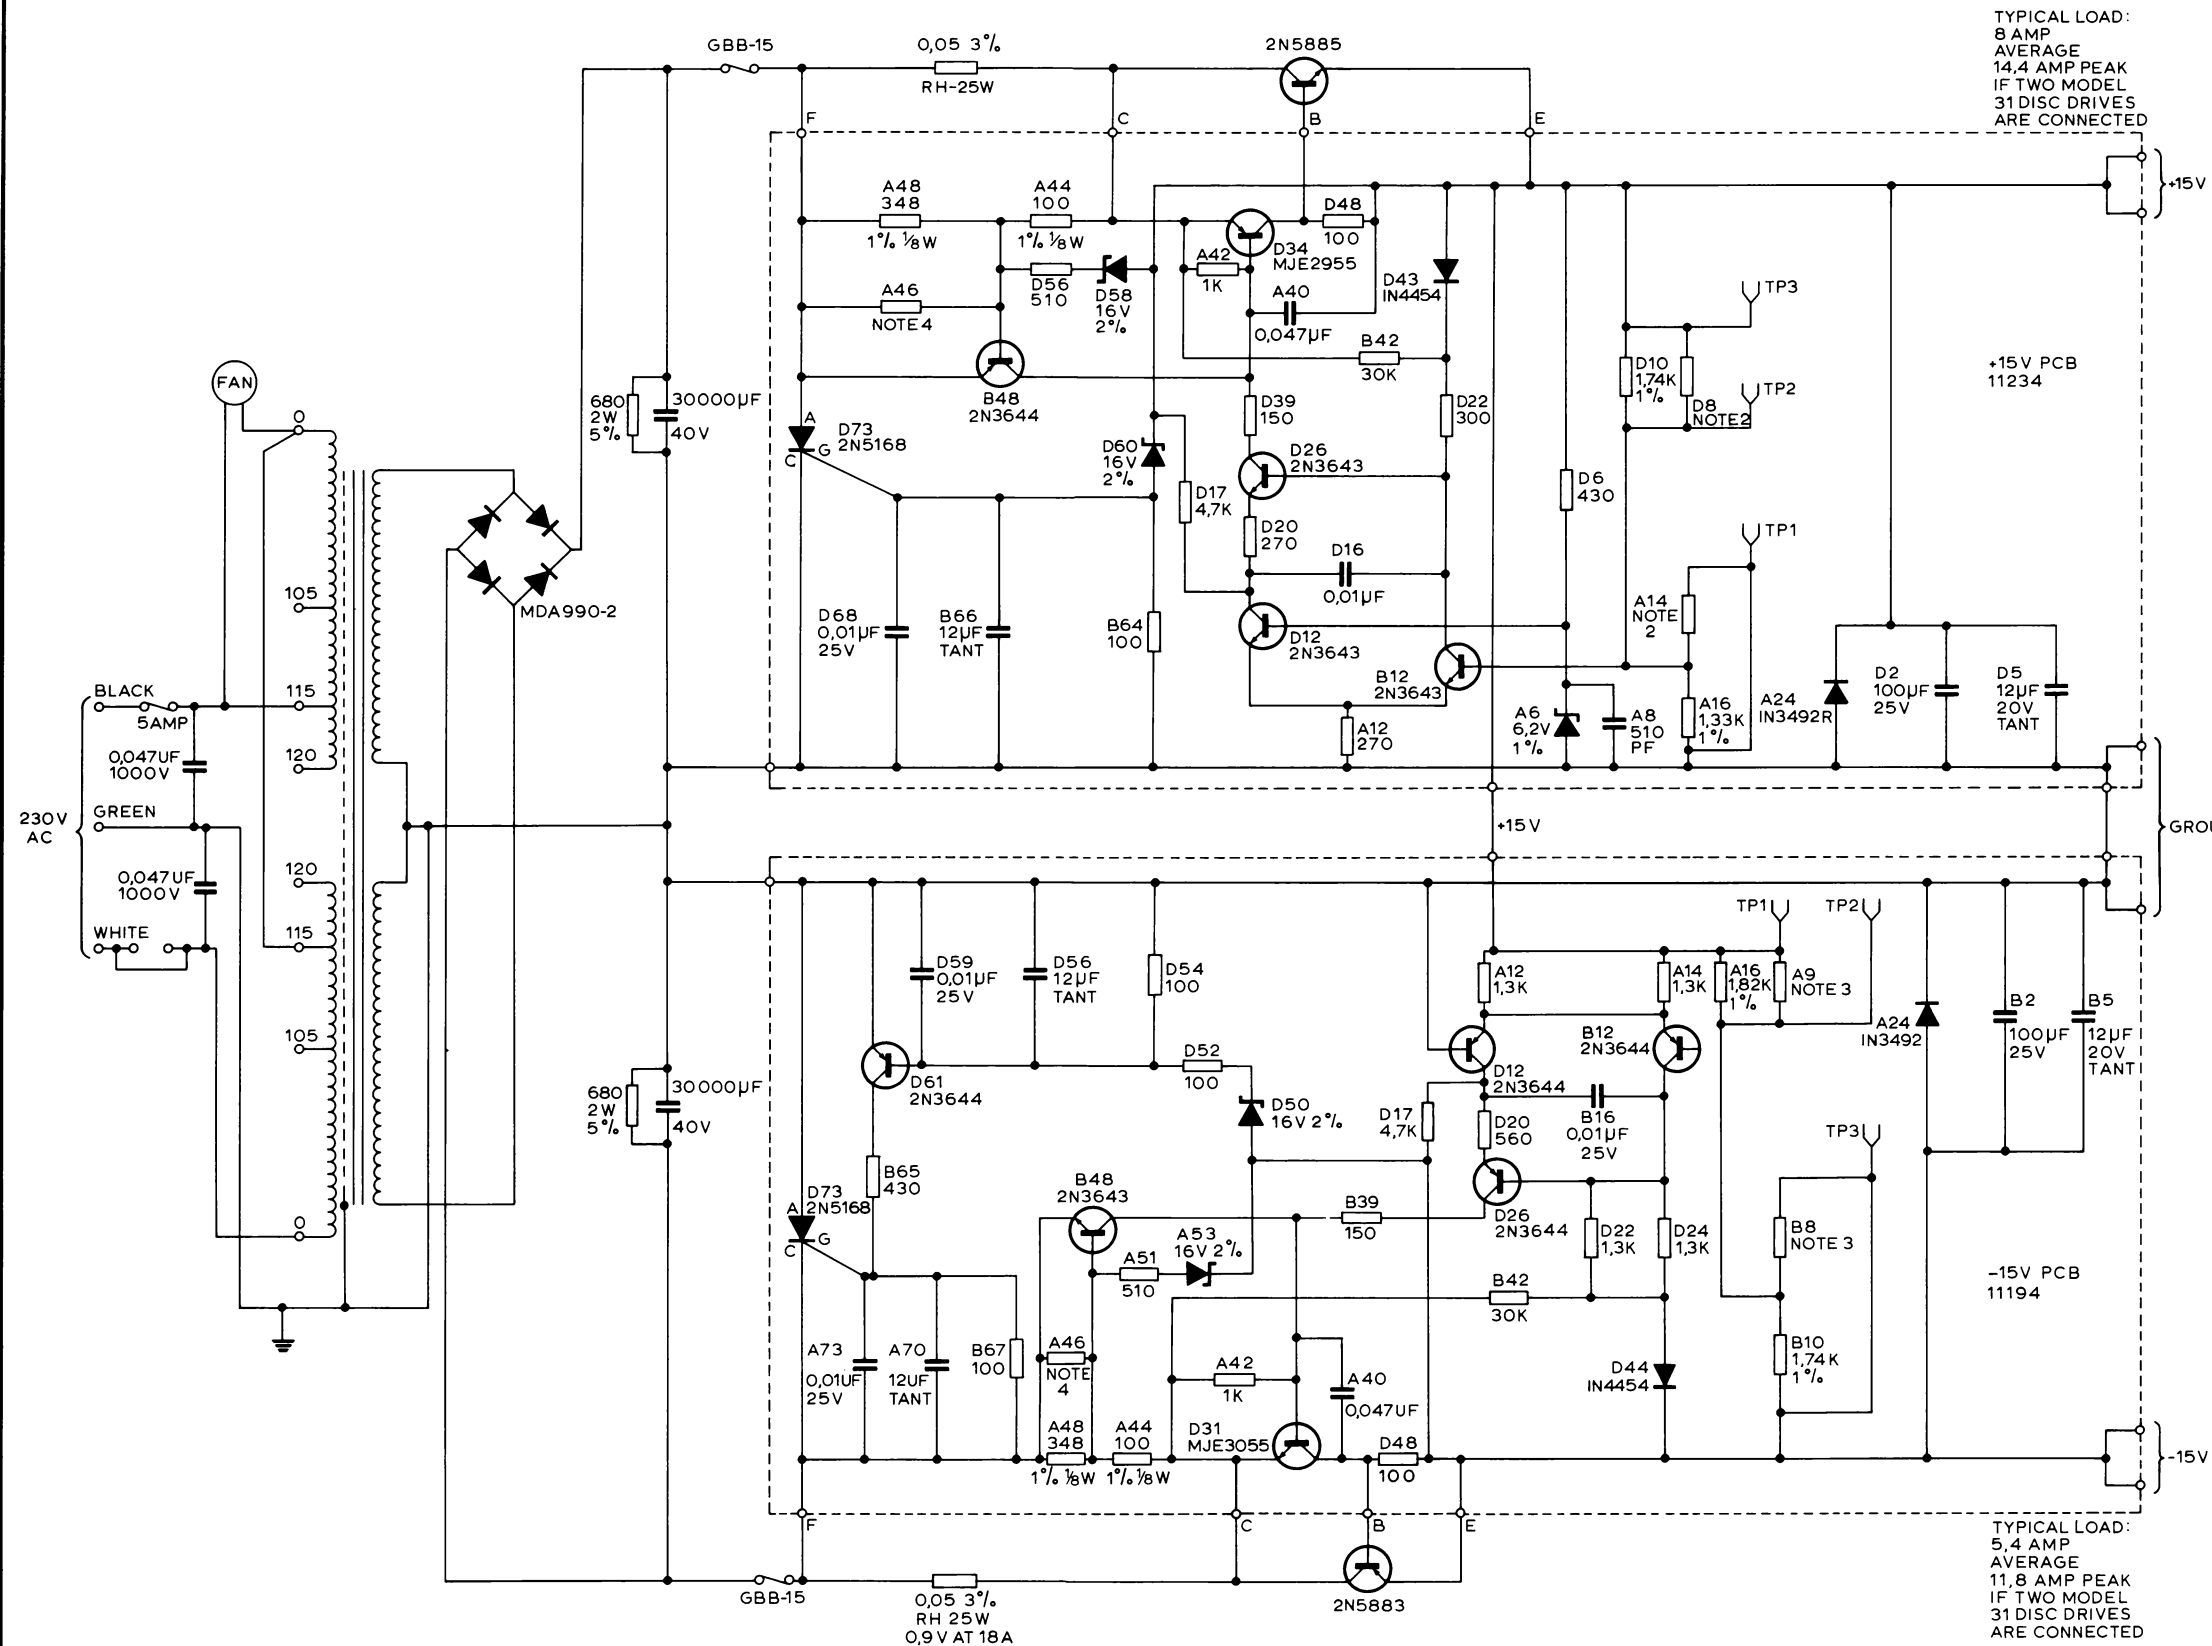 TYPICAL LOAD:
8 AMP
AVERAGE
14,4 AMP PEAK
IF TWO MODEL
31 DISC DRIVES
ARE CONNECTED
GBB-15
0,05 3%
RH-25W
2N5885
F
C
B
E
+15V
A48
348
1% ⅛W
A44
100
1% ⅛W
D48
100
D34
MJE2955
A42
1K
D43
IN4454
D56
510
D58
16V
2%
A46
NOTE 4
A40
0,047µF
B42
30K
TP3
D10
1,74K
1%
D8
NOTE2
TP2
+15V PCB
11234
FAN
0
680
2W
5%
30000µF
40V
B48
2N3644
A
C
G
D73
2N5168
D39
150
D22
300
D60
16V
2%
D26
2N3643
D17
4,7K
D6
430
D20
270
TP1
D16
0,01µF
MDA990-2
105
D68
0,01µF
25V
B66
12µF
TANT
B64
100
D12
2N3643
A14
NOTE
2
B12
2N3643
BLACK
5AMP
115
A12
270
A6
6,2V
1%
A8
510
PF
A16
1,33K
1%
A24
IN3492R
D2
100µF
25V
D5
12µF
20V
TANT
120
0,047UF
1000V
GREEN
230V
AC
+15V
GROU
0,047UF
1000V
120
WHITE
115
105
0
TP1
TP2
D59
0,01µF
25V
D56
12µF
TANT
D54
100
A12
1,3K
A14
1,3K
A16
1,82K
1%
A9
NOTE 3
A24
IN3492
B2
100µF
25V
B5
12µF
20V
TANT
D61
2N3644
D52
100
D12
2N3644
B12
2N3644
680
2W
5%
30000µF
40V
D50
16V 2%
D17
4,7K
D20
560
B16
0,01µF
25V
TP3
B65
430
D73
2N5168
A
C
G
B48
2N3643
B39
150
D26
2N3644
D22
1,3K
D24
1,3K
B8
NOTE 3
A53
16V 2%
A51
510
B42
30K
-15V PCB
11194
A73
0,01UF
25V
A70
12UF
TANT
B67
100
A46
NOTE
4
A42
1K
A40
0,047UF
D44
IN4454
B10
1,74K
1%
A48
348
1% ⅛W
A44
100
1% ⅛W
D31
MJE3055
D48
100
-15V
F
C
B
E
GBB-15
0,05 3%
RH 25W
0,9V AT 18A
2N5883
TYPICAL LOAD:
5,4 AMP
AVERAGE
11,8 AMP PEAK
IF TWO MODEL
31 DISC DRIVES
ARE CONNECTED